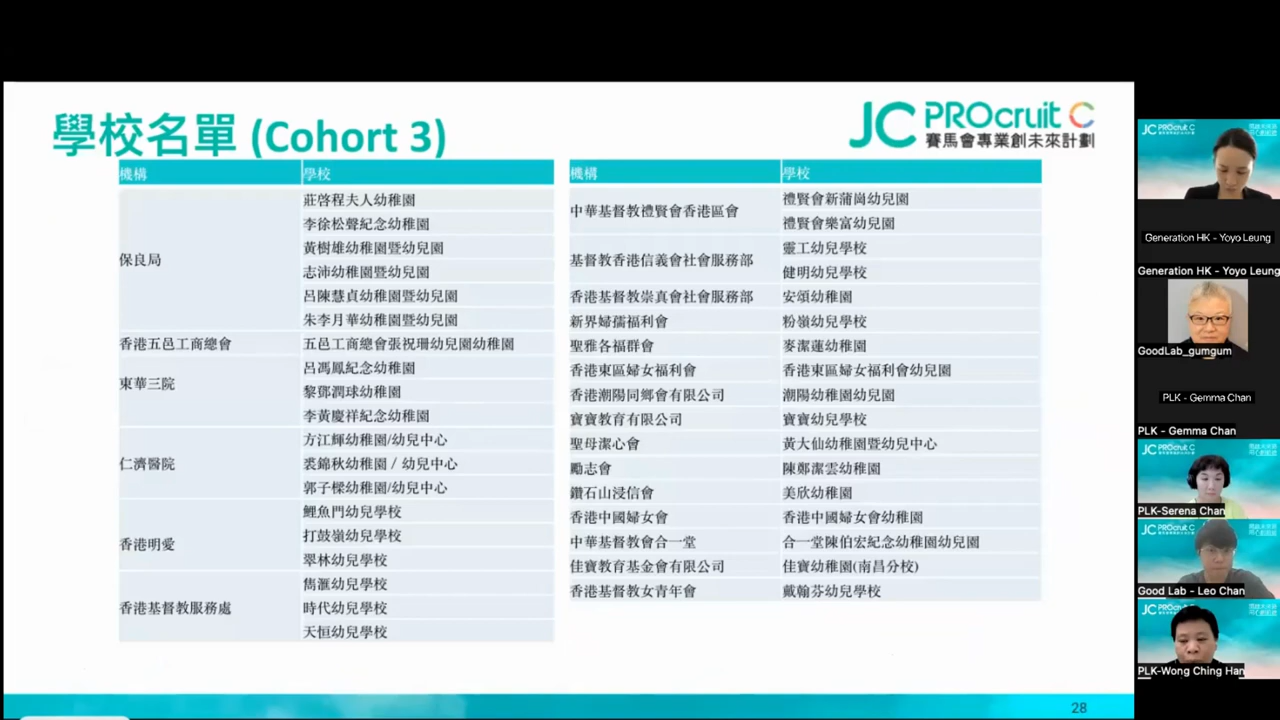 學校名單 (Cohort 3)
JC PROcruit C
賽馬會專業創未來計劃
機構 學校
保良局
莊啓程夫人幼稚園
李徐松聲紀念幼稚園
黃樹雄幼稚園暨幼兒園
志沛幼稚園暨幼兒園
呂陳慧貞幼稚園暨幼兒園
朱李月華幼稚園暨幼兒園
香港五邑工商總會 五邑工商總會張祝珊幼兒園幼稚園
東華三院
呂馮鳳紀念幼稚園
黎鄧潤球幼稚園
李黃慶祥紀念幼稚園
仁濟醫院
方江輝幼稚園/幼兒中心
裘錦秋幼稚園 / 幼兒中心
郭子樑幼稚園/幼兒中心
香港明愛
鯉魚門幼兒學校
打鼓嶺幼兒學校
翠林幼兒學校
香港基督教服務處
雋滙幼兒學校
時代幼兒學校
天恒幼兒學校
機構 學校
中華基督教禮賢會香港區會
禮賢會新蒲崗幼兒園
禮賢會樂富幼兒園
基督教香港信義會社會服務部
靈工幼兒學校
健明幼兒學校
香港基督教崇真會社會服務部 安頌幼稚園
新界婦孺福利會 粉嶺幼兒學校
聖雅各福群會 麥潔蓮幼稚園
香港東區婦女福利會 香港東區婦女福利會幼兒園
香港潮陽同鄉會有限公司 潮陽幼稚園幼兒園
寶寶教育有限公司 寶寶幼兒學校
聖母潔心會 黃大仙幼稚園暨幼兒中心
勵志會 陳鄭潔雲幼稚園
鑽石山浸信會 美欣幼稚園
香港中國婦女會 香港中國婦女會幼稚園
中華基督教會合一堂 合一堂陳伯宏紀念幼稚園幼兒園
佳寶教育基金會有限公司 佳寶幼稚園(南昌分校)
香港基督教女青年會 戴翰芬幼兒學校
28
JC PROcruit C
Generation HK - Yoyo Leung
Generation HK - Yoyo Leung
GoodLab_gumgum
PLK - Gemma Chan
PLK - Gemma Chan
JC PROcruit C
PLK-Serena Chan
JC PROcruit C
Good Lab - Leo Chan
JC PROcruit C
PLK-Wong Ching Han